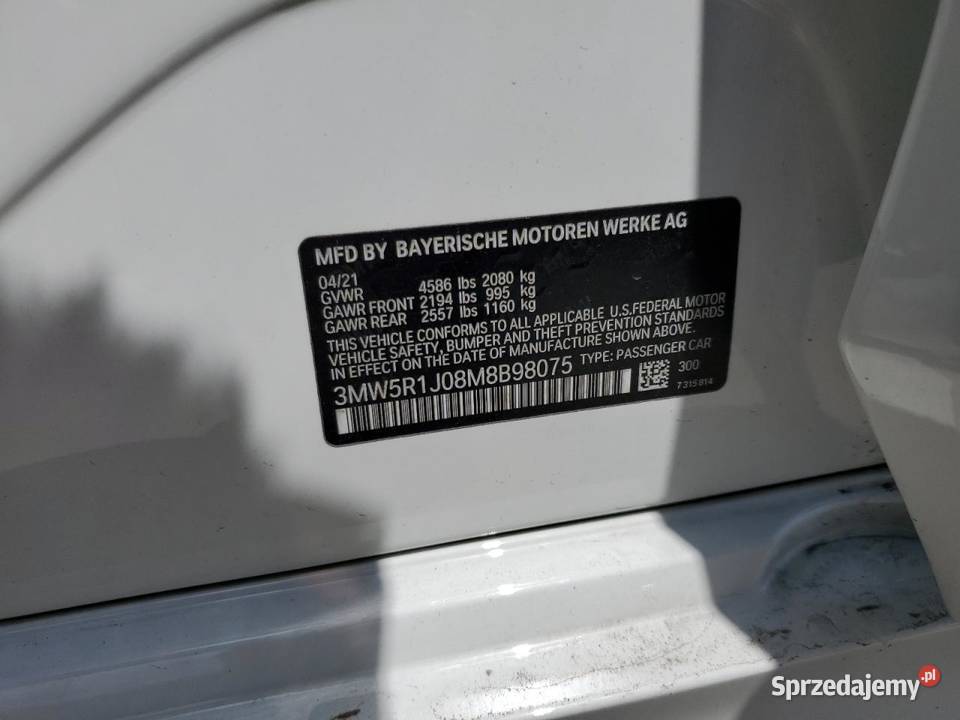 MFD BY BAYERISCHE MOTOREN WERKE AG
04/21
GVWR 4586 lbs 2080 kg
GAWR FRONT 2194 lbs 995 kg
GAWR REAR 2557 lbs 1160 kg
THIS VEHICLE CONFORMS TO ALL APPLICABLE U.S.FEDERAL MOTOR
VEHICLE SAFETY, BUMPER AND THEFT PREVENTION STANDARDS
IN EFFECT ON THE DATE OF MANUFACTURE SHOWN ABOVE.
3MW5R1J08M8B98075 TYPE: PASSENGER CAR
300
7315814
Sprzedajemy.pl